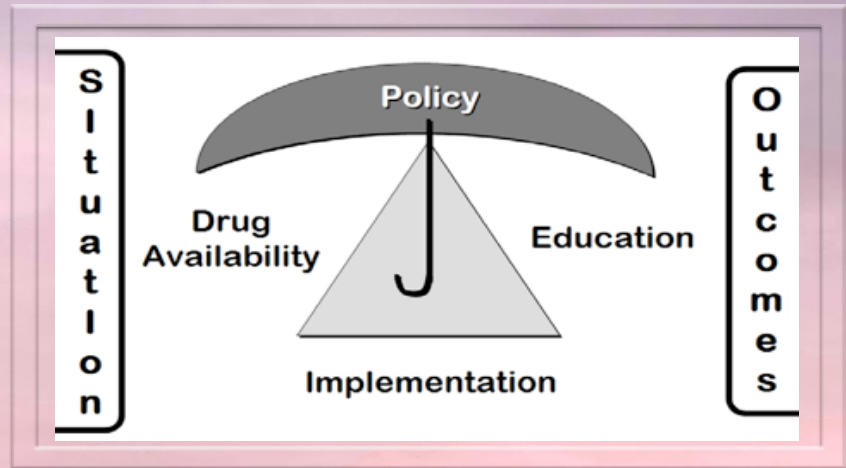 SItuatIon
Policy
Drug
Availability
Education
Implementation
Outcomes